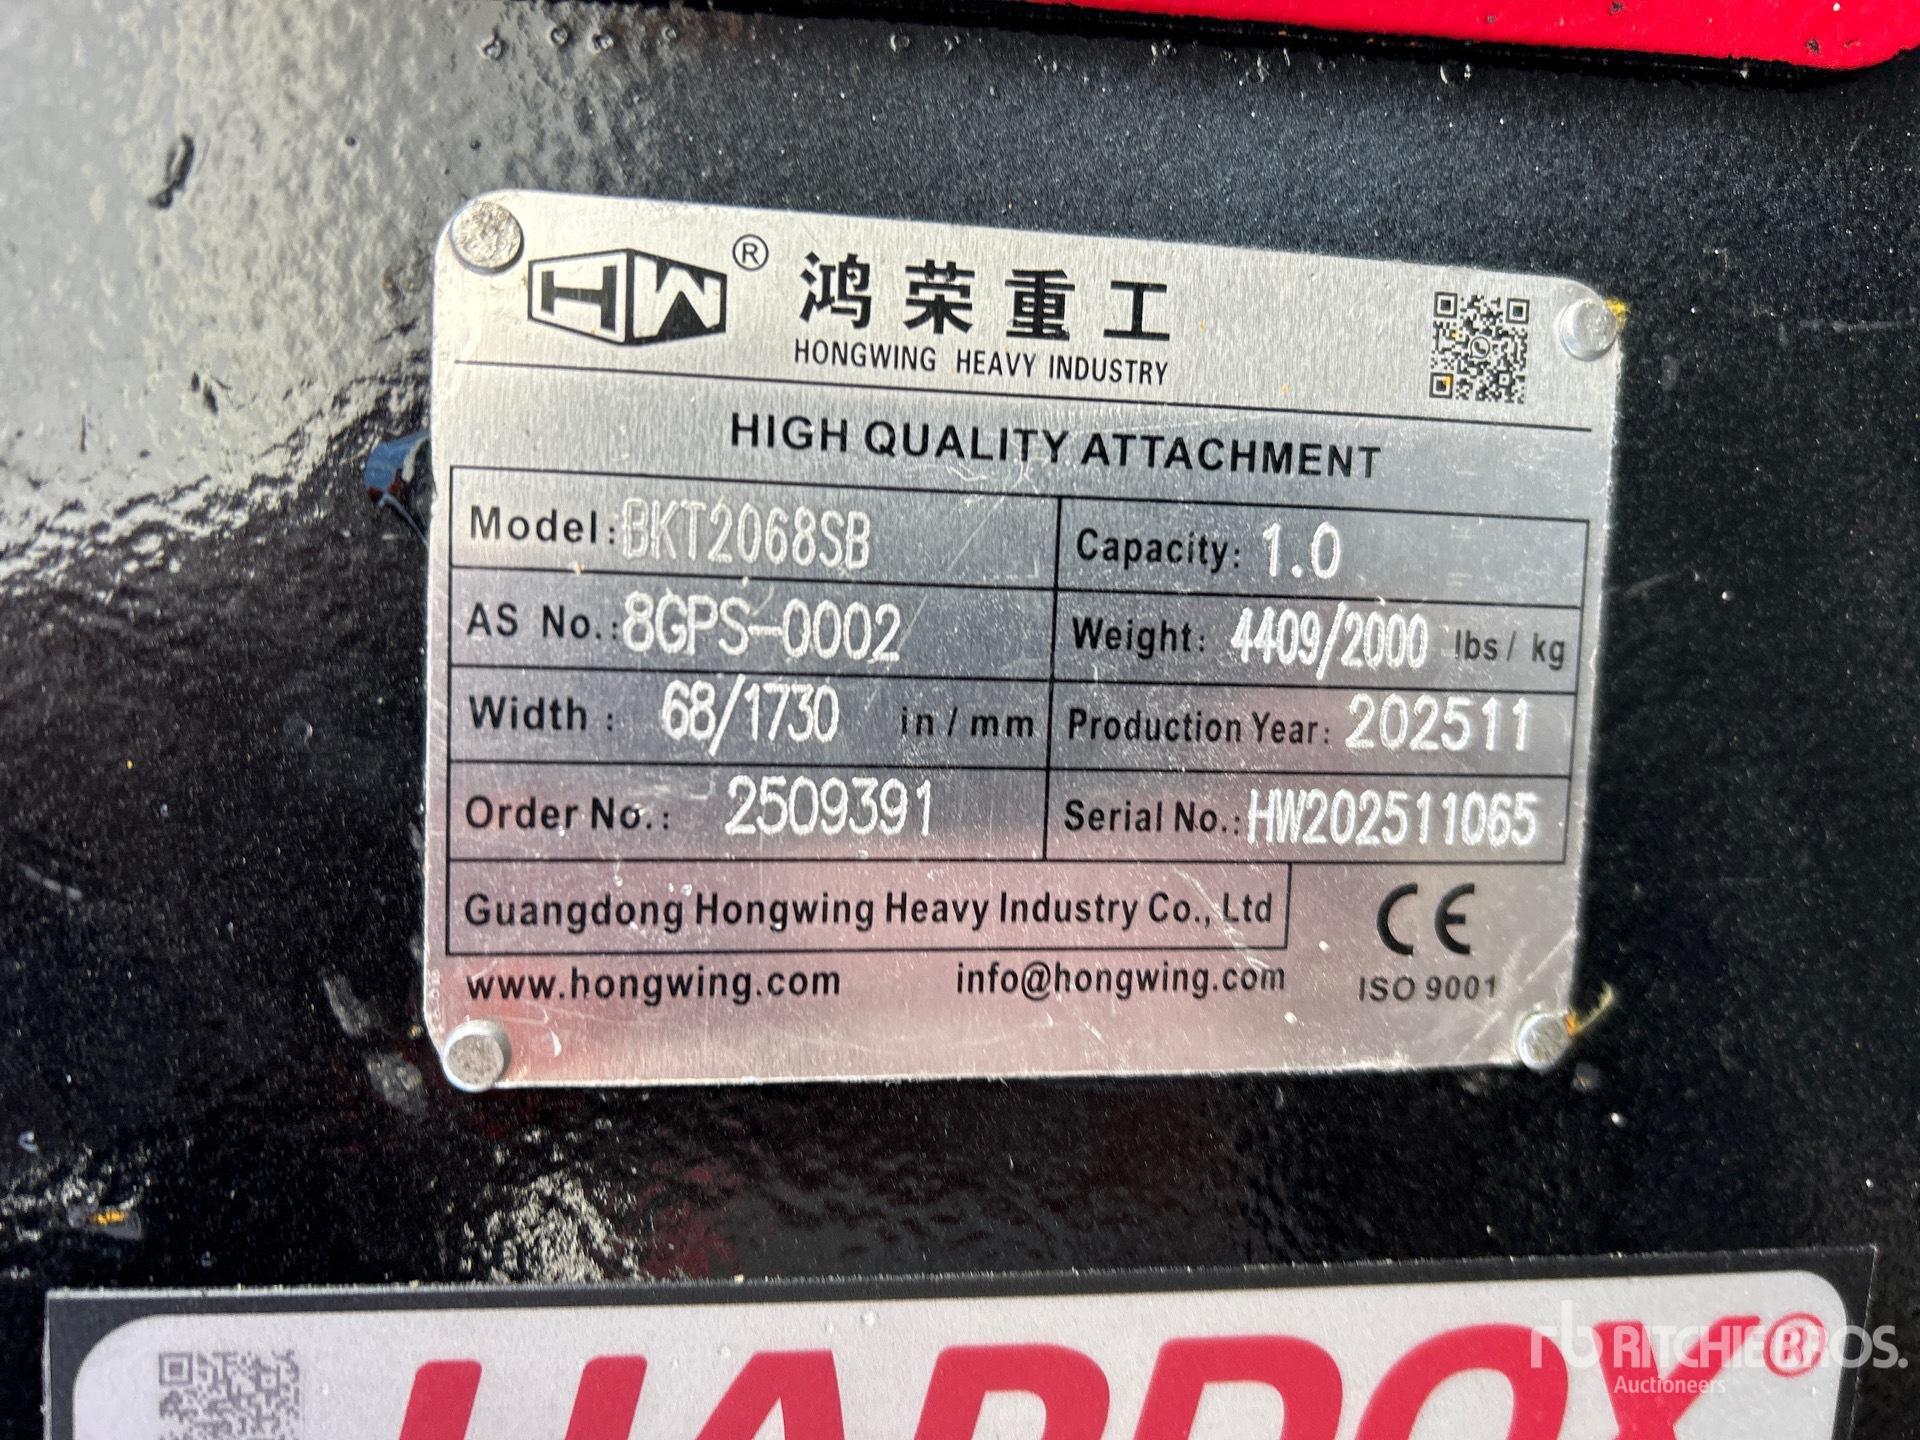 HW® 鸿荣重工
HONGWING HEAVY INDUSTRY
HIGH QUALITY ATTACHMENT
Model: BKT2068SB Capacity: 1.0
AS No.: 8GPS-0002 Weight: 4409/2000 lbs / kg
Width : 68/1730 in / mm Production Year: 202511
Order No.: 2509391 Serial No.: HW202511065
Guangdong Hongwing Heavy Industry Co., Ltd CE
www.hongwing.com info@hongwing.com ISO 9001
HARDOX®
rb RITCHIE BROS.
Auctioneers